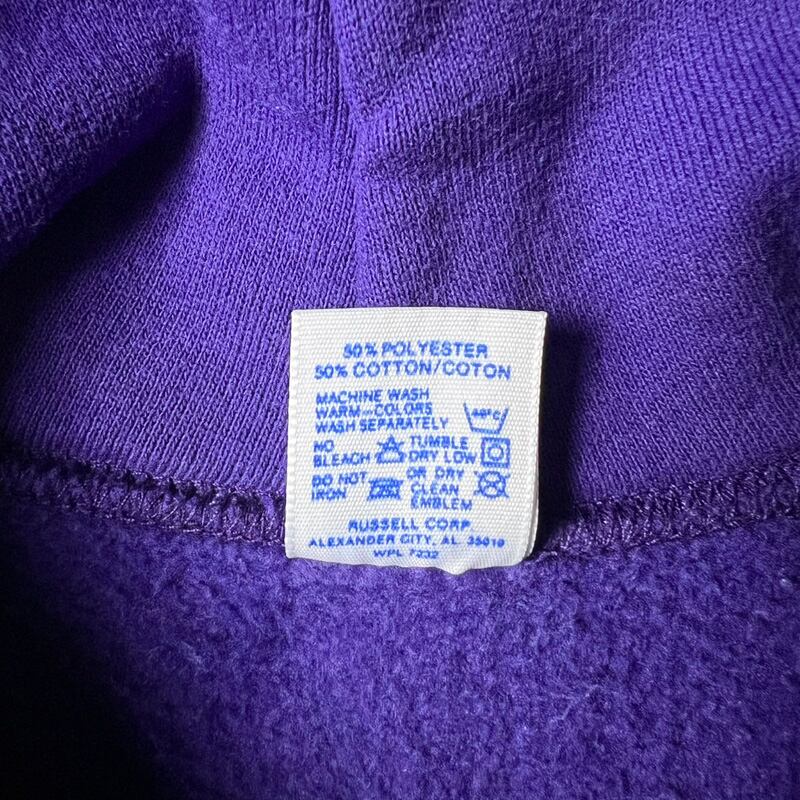 50% POLYESTER
50% COTTON/COTON
MACHINE WASH
WARM—COLORS
WASH SEPARATELY
40°C
NO
BLEACH
TUMBLE
DRY LOW
DO NOT
IRON
OR DRY
CLEAN
EMBLEM
RUSSELL CORP.
ALEXANDER CITY, AL. 35010
WPL 7232